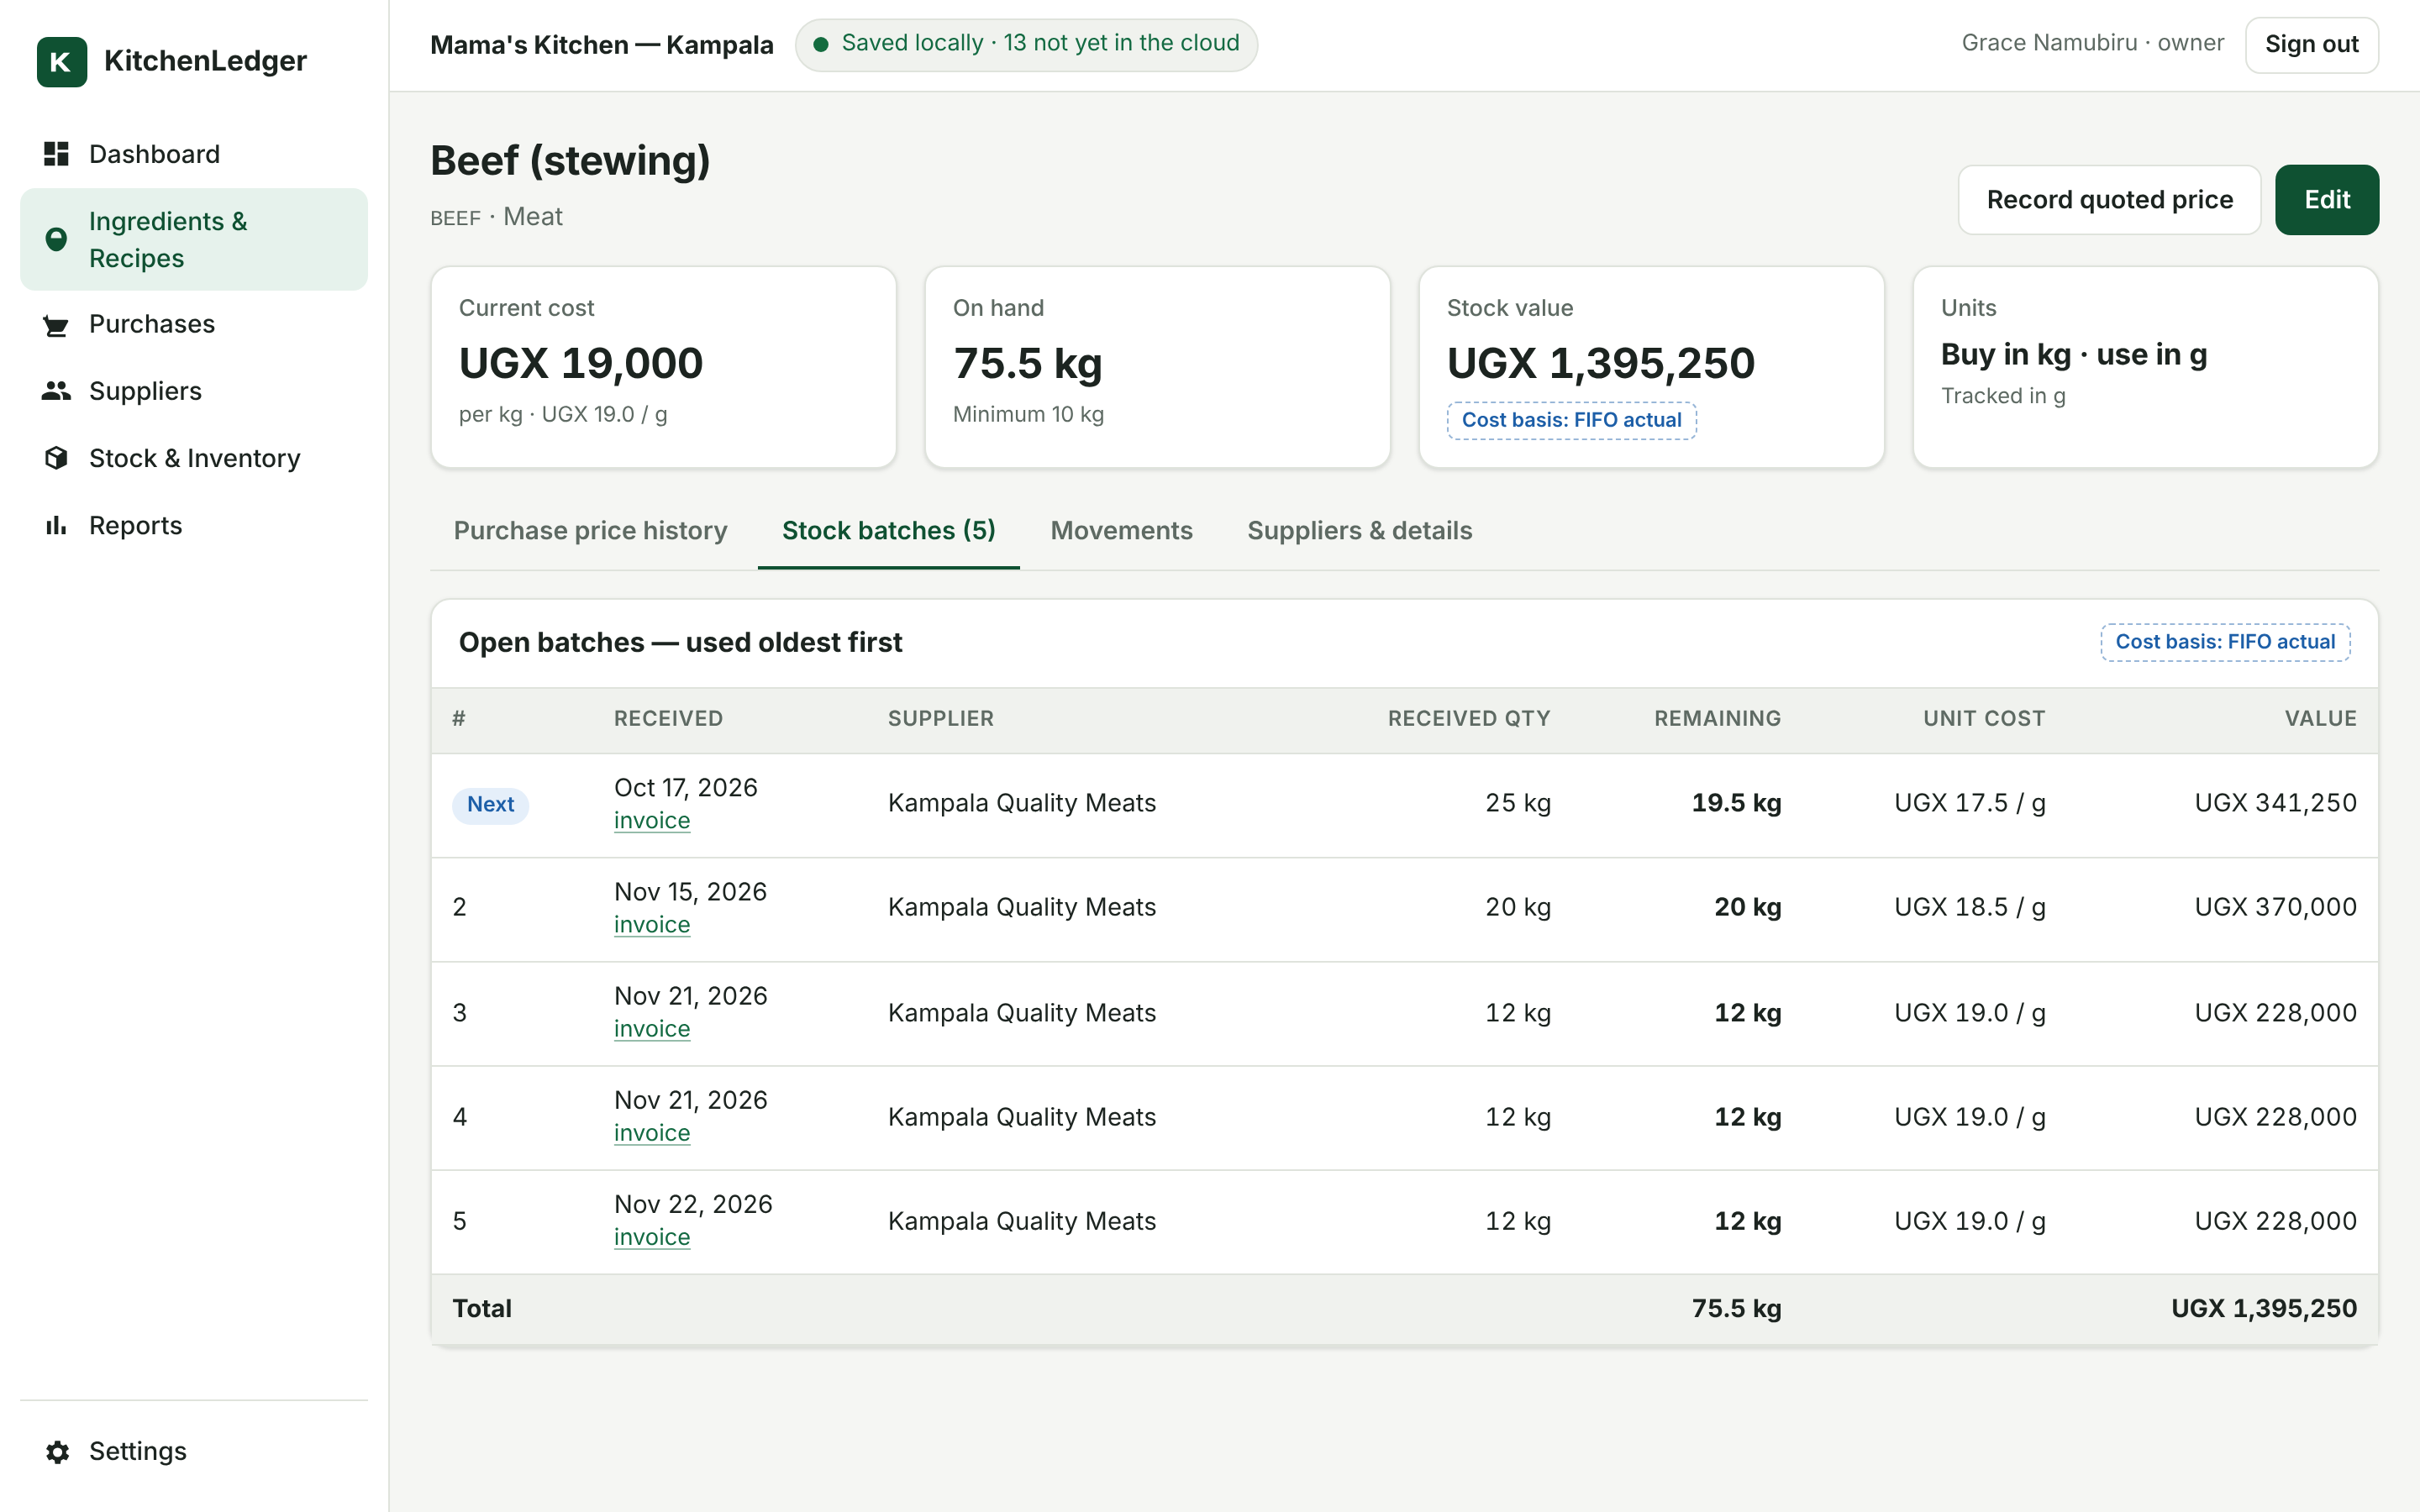 K KitchenLedger
Dashboard
Ingredients &
Recipes
Purchases
Suppliers
Stock & Inventory
Reports
Settings
Mama's Kitchen — Kampala
Saved locally · 13 not yet in the cloud
Grace Namubiru · owner
Sign out
Beef (stewing)
BEEF · Meat
Record quoted price
Edit
Current cost
UGX 19,000
per kg · UGX 19.0 / g
On hand
75.5 kg
Minimum 10 kg
Stock value
UGX 1,395,250
Cost basis: FIFO actual
Units
Buy in kg · use in g
Tracked in g
Purchase price history
Stock batches (5)
Movements
Suppliers & details
Open batches — used oldest first
Cost basis: FIFO actual
# RECEIVED SUPPLIER RECEIVED QTY REMAINING UNIT COST VALUE
Next Oct 17, 2026 Kampala Quality Meats 25 kg 19.5 kg UGX 17.5 / g UGX 341,250
invoice
2 Nov 15, 2026 Kampala Quality Meats 20 kg 20 kg UGX 18.5 / g UGX 370,000
invoice
3 Nov 21, 2026 Kampala Quality Meats 12 kg 12 kg UGX 19.0 / g UGX 228,000
invoice
4 Nov 21, 2026 Kampala Quality Meats 12 kg 12 kg UGX 19.0 / g UGX 228,000
invoice
5 Nov 22, 2026 Kampala Quality Meats 12 kg 12 kg UGX 19.0 / g UGX 228,000
invoice
Total 75.5 kg UGX 1,395,250